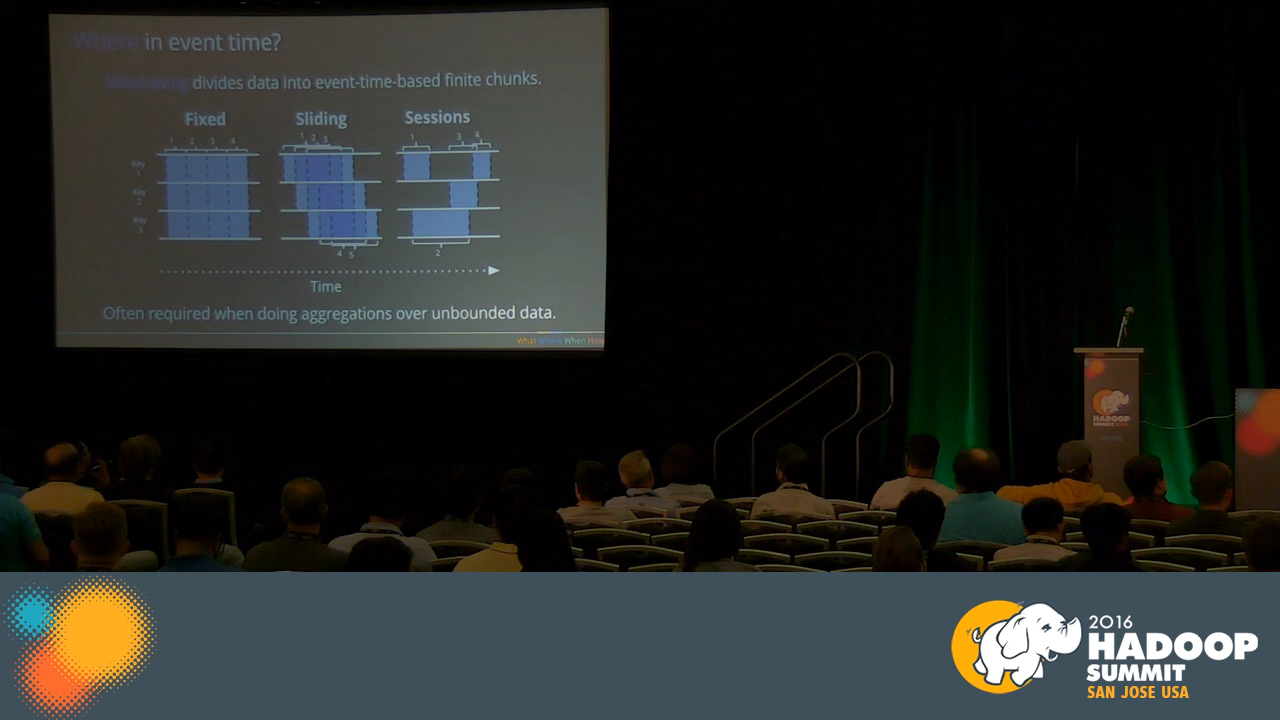 Where in event time?
Windowing divides data into event-time-based finite chunks.
Fixed Sliding Sessions
1 2 3 4 1 2 3 1 3 4
Key 1
Key 2
Key 3
4 5 2
Time
Often required when doing aggregations over unbounded data.
What Where When How
HADOOP
SUMMIT
2016
HADOOP
SUMMIT
SAN JOSE USA